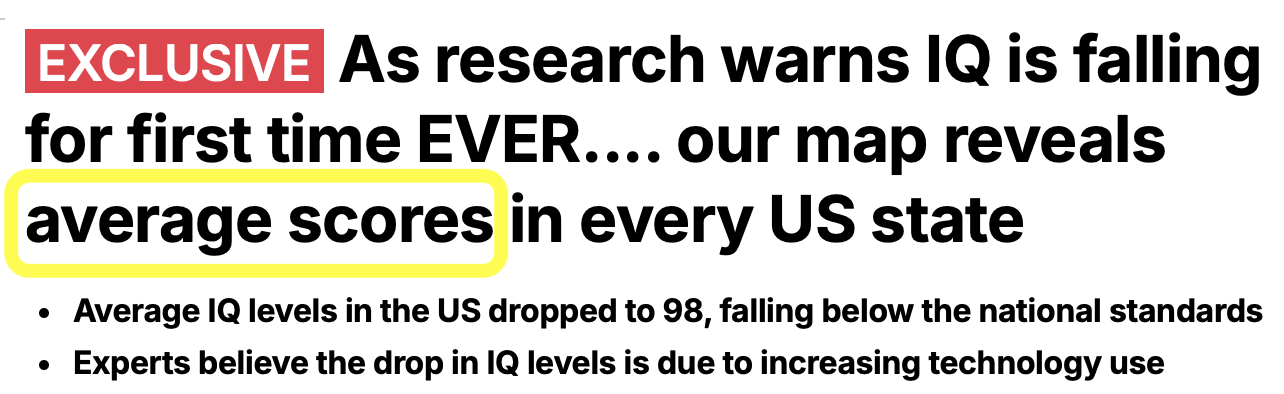 EXCLUSIVE As research warns IQ is falling
for first time EVER.... our map reveals
average scores in every US state
• Average IQ levels in the US dropped to 98, falling below the national standards
• Experts believe the drop in IQ levels is due to increasing technology use